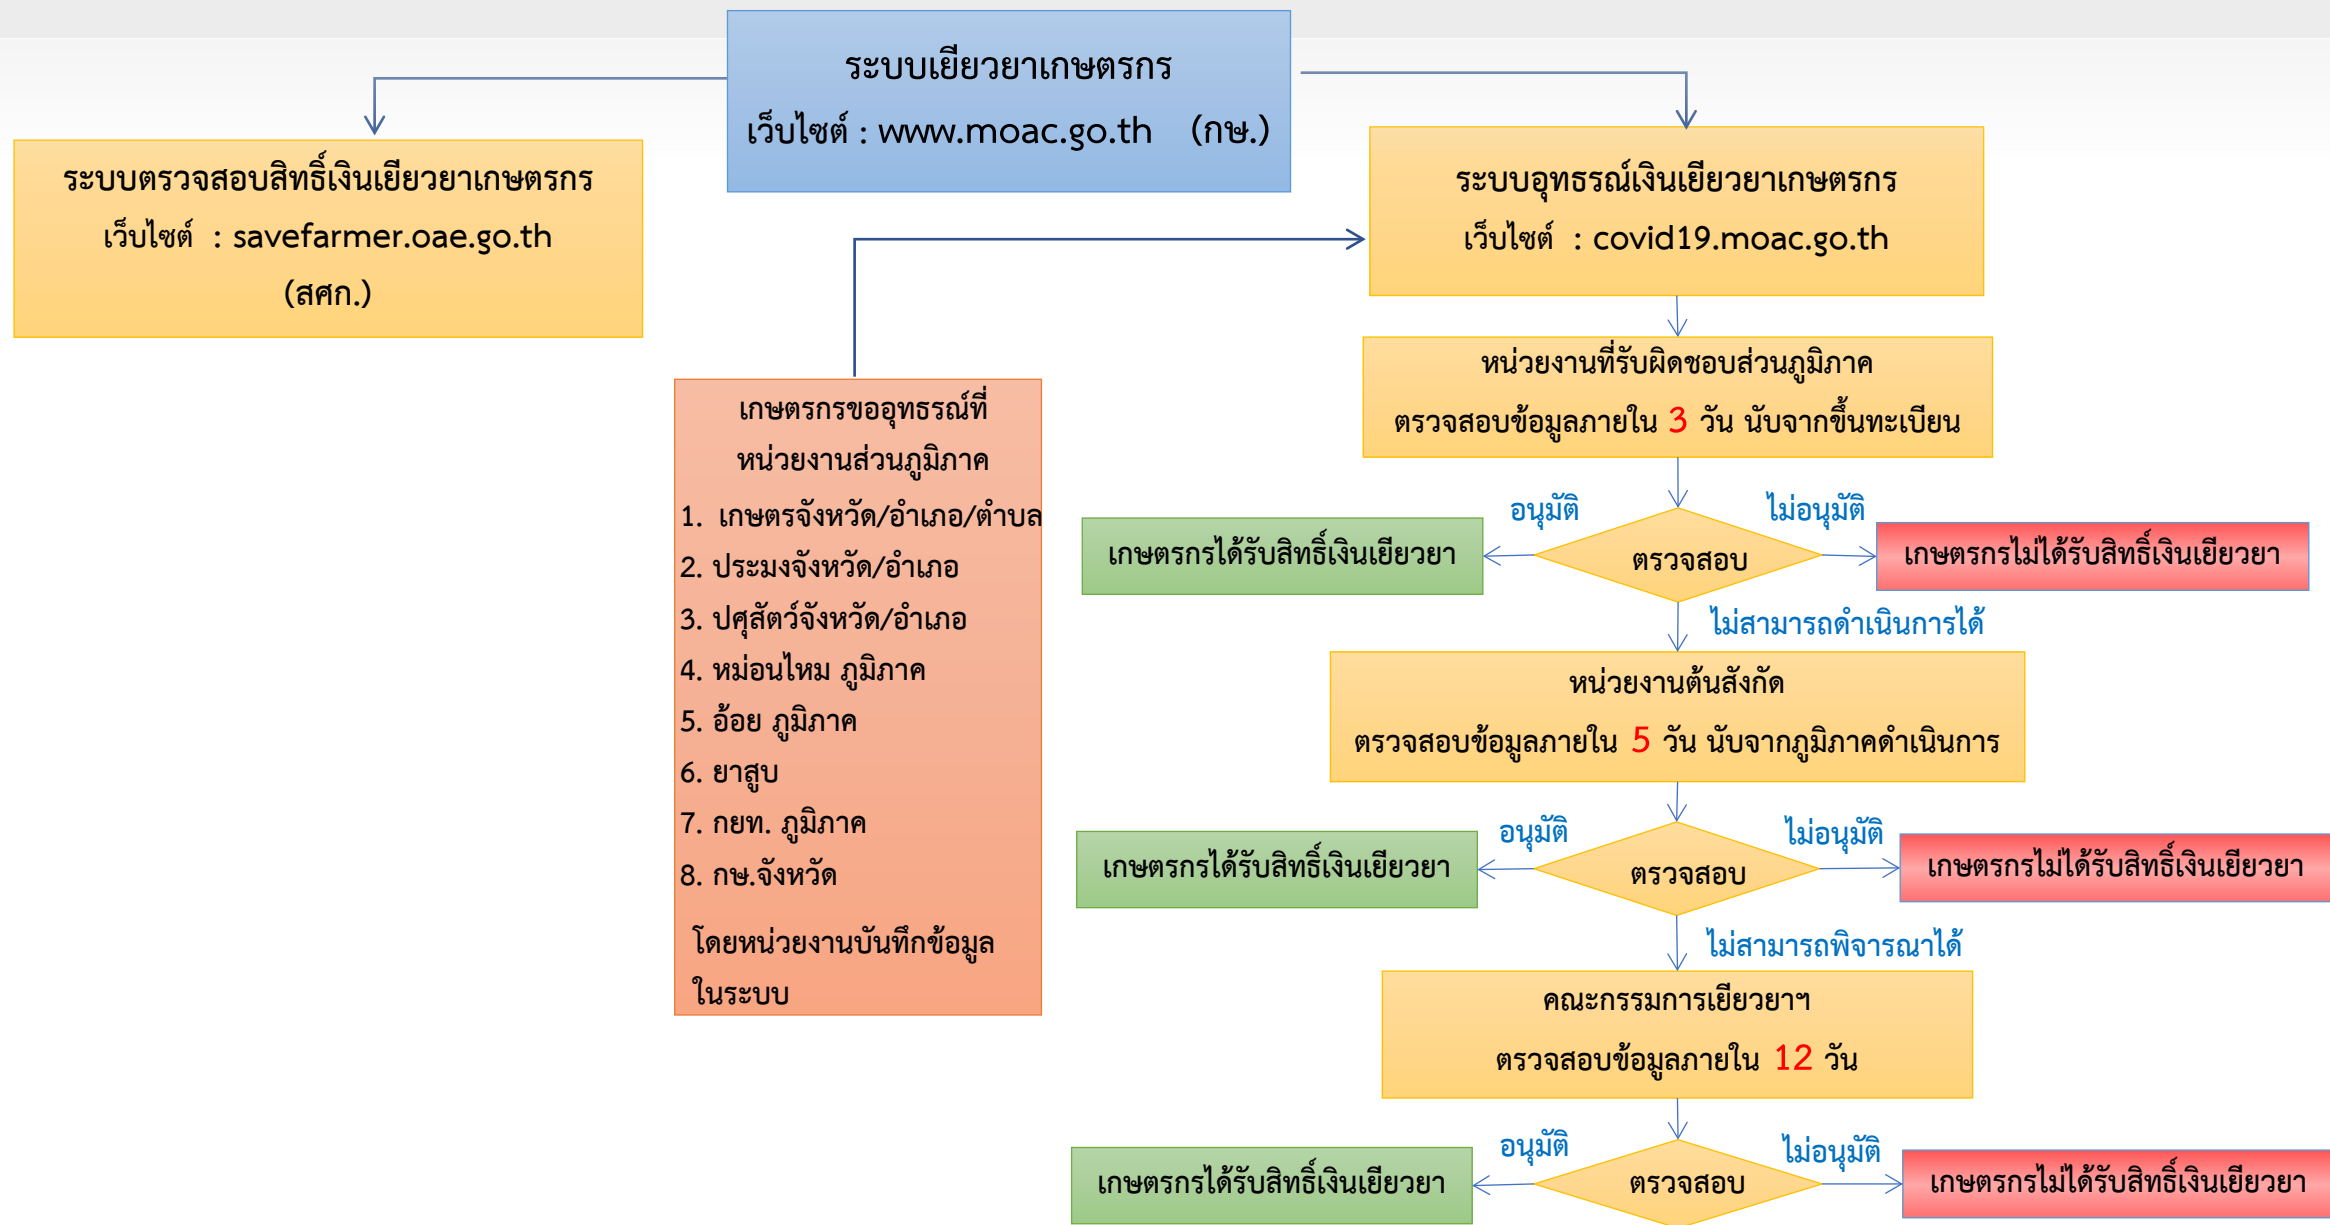 ระบบเยียวยาเกษตรกร
เว็บไซต์ : www.moac.go.th (กษ.)
ระบบตรวจสอบสิทธิ์เงินเยียวยาเกษตรกร
เว็บไซต์ : savefarmer.oae.go.th
(สศก.)
ระบบอุทธรณ์เงินเยียวยาเกษตรกร
เว็บไซต์ : covid19.moac.go.th
เกษตรกรขออุทธรณ์ที่
หน่วยงานส่วนภูมิภาค
1. เกษตรจังหวัด/อำเภอ/ตำบล
2. ประมงจังหวัด/อำเภอ
3. ปศุสัตว์จังหวัด/อำเภอ
4. หม่อนไหม ภูมิภาค
5. อ้อย ภูมิภาค
6. ยาสูบ
7. กยท. ภูมิภาค
8. กษ.จังหวัด
โดยหน่วยงานบันทึกข้อมูล
ในระบบ
หน่วยงานที่รับผิดชอบส่วนภูมิภาค
ตรวจสอบข้อมูลภายใน 3 วัน นับจากขึ้นทะเบียน
อนุมัติ
ไม่อนุมัติ
เกษตรกรได้รับสิทธิ์เงินเยียวยา
ตรวจสอบ
เกษตรกรไม่ได้รับสิทธิ์เงินเยียวยา
ไม่สามารถดำเนินการได้
หน่วยงานต้นสังกัด
ตรวจสอบข้อมูลภายใน 5 วัน นับจากภูมิภาคดำเนินการ
อนุมัติ
ไม่อนุมัติ
เกษตรกรได้รับสิทธิ์เงินเยียวยา
ตรวจสอบ
เกษตรกรไม่ได้รับสิทธิ์เงินเยียวยา
ไม่สามารถพิจารณาได้
คณะกรรมการเยียวยาฯ
ตรวจสอบข้อมูลภายใน 12 วัน
อนุมัติ
ไม่อนุมัติ
เกษตรกรได้รับสิทธิ์เงินเยียวยา
ตรวจสอบ
เกษตรกรไม่ได้รับสิทธิ์เงินเยียวยา